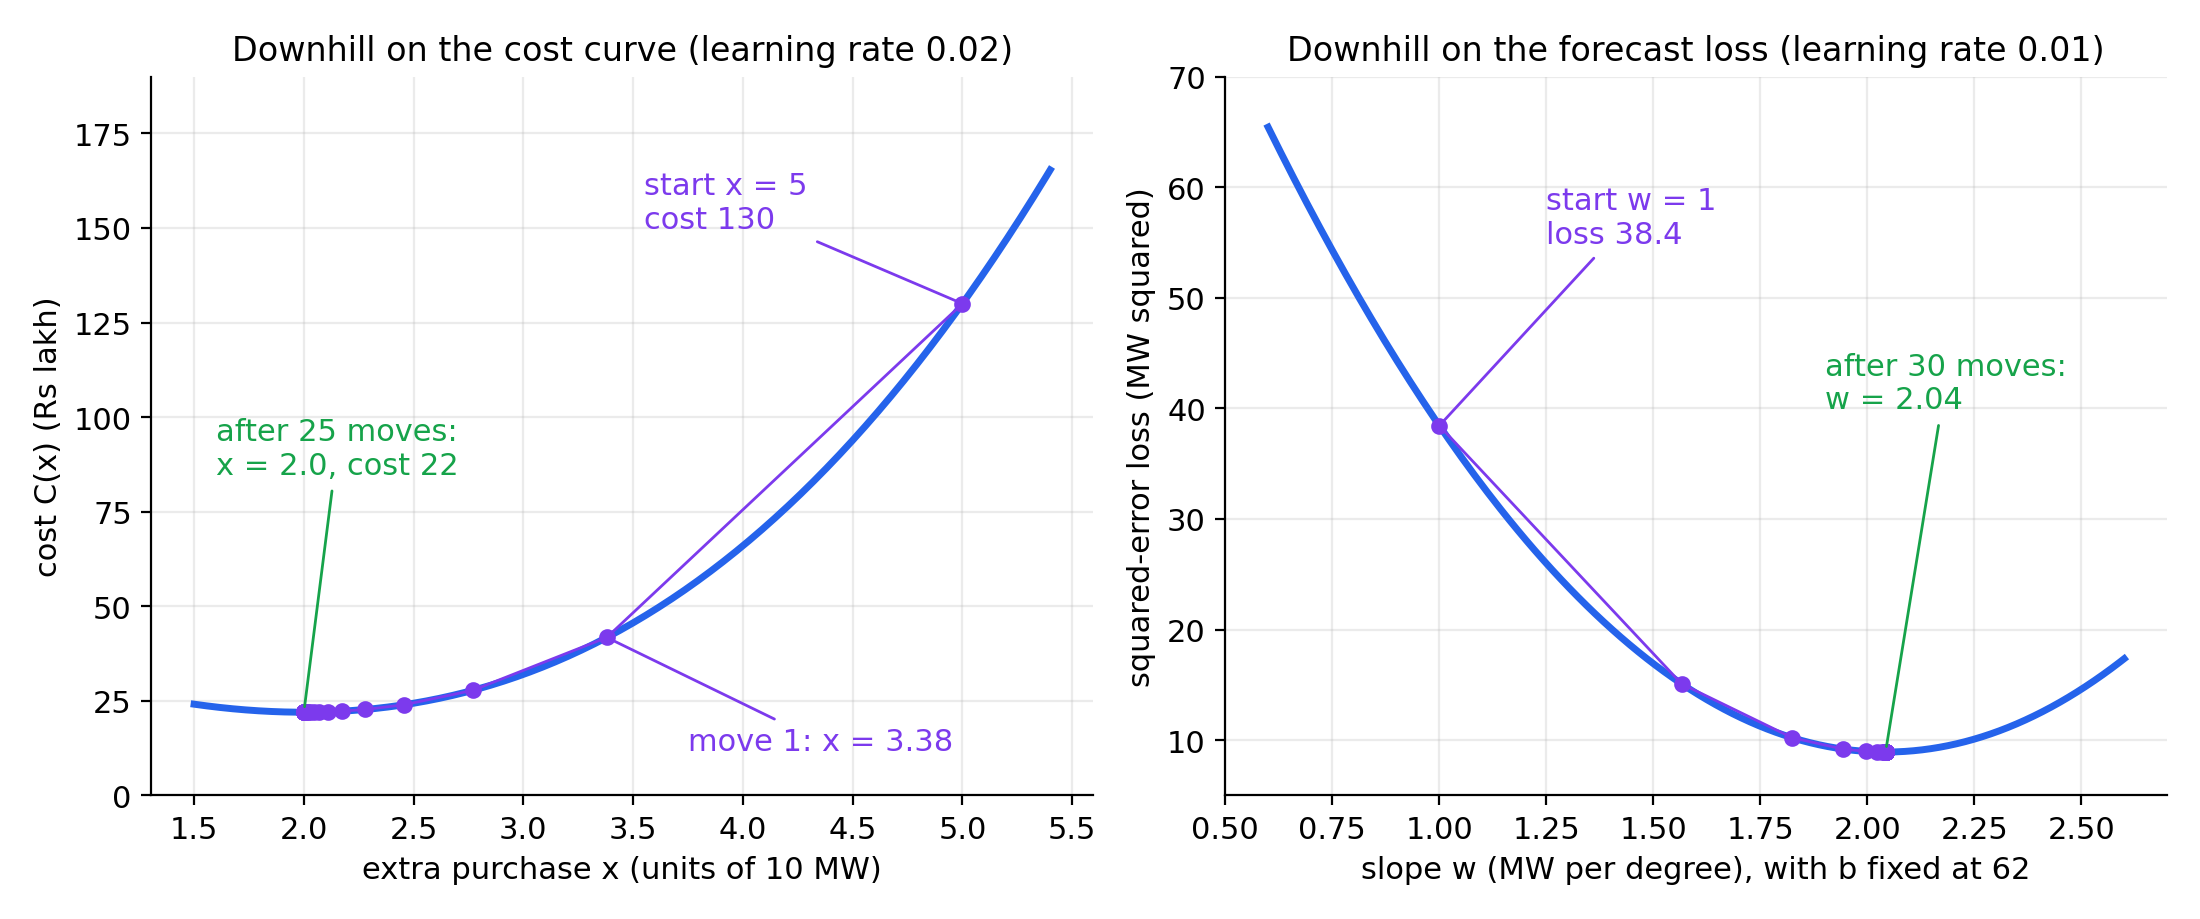 Downhill on the cost curve (learning rate 0.02)
cost C(x) (Rs lakh)
175
150
125
100
75
50
25
0
start x = 5
cost 130
after 25 moves:
x = 2.0, cost 22
move 1: x = 3.38
1.5 2.0 2.5 3.0 3.5 4.0 4.5 5.0 5.5
extra purchase x (units of 10 MW)
Downhill on the forecast loss (learning rate 0.01)
squared-error loss (MW squared)
70
60
50
40
30
20
10
start w = 1
loss 38.4
after 30 moves:
w = 2.04
0.50 0.75 1.00 1.25 1.50 1.75 2.00 2.25 2.50
slope w (MW per degree), with b fixed at 62